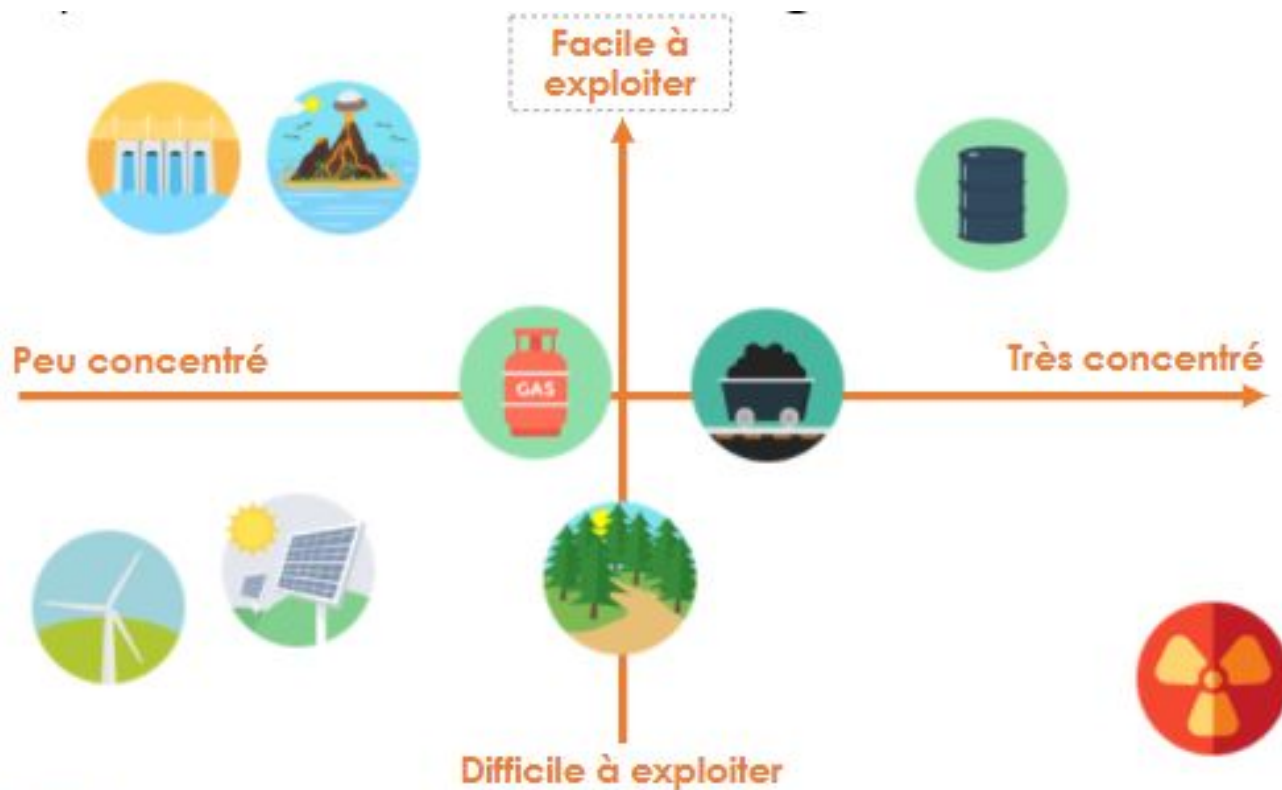 Facile à
exploiter
Peu concentré
Très concentré
GAS
Difficile à exploiter